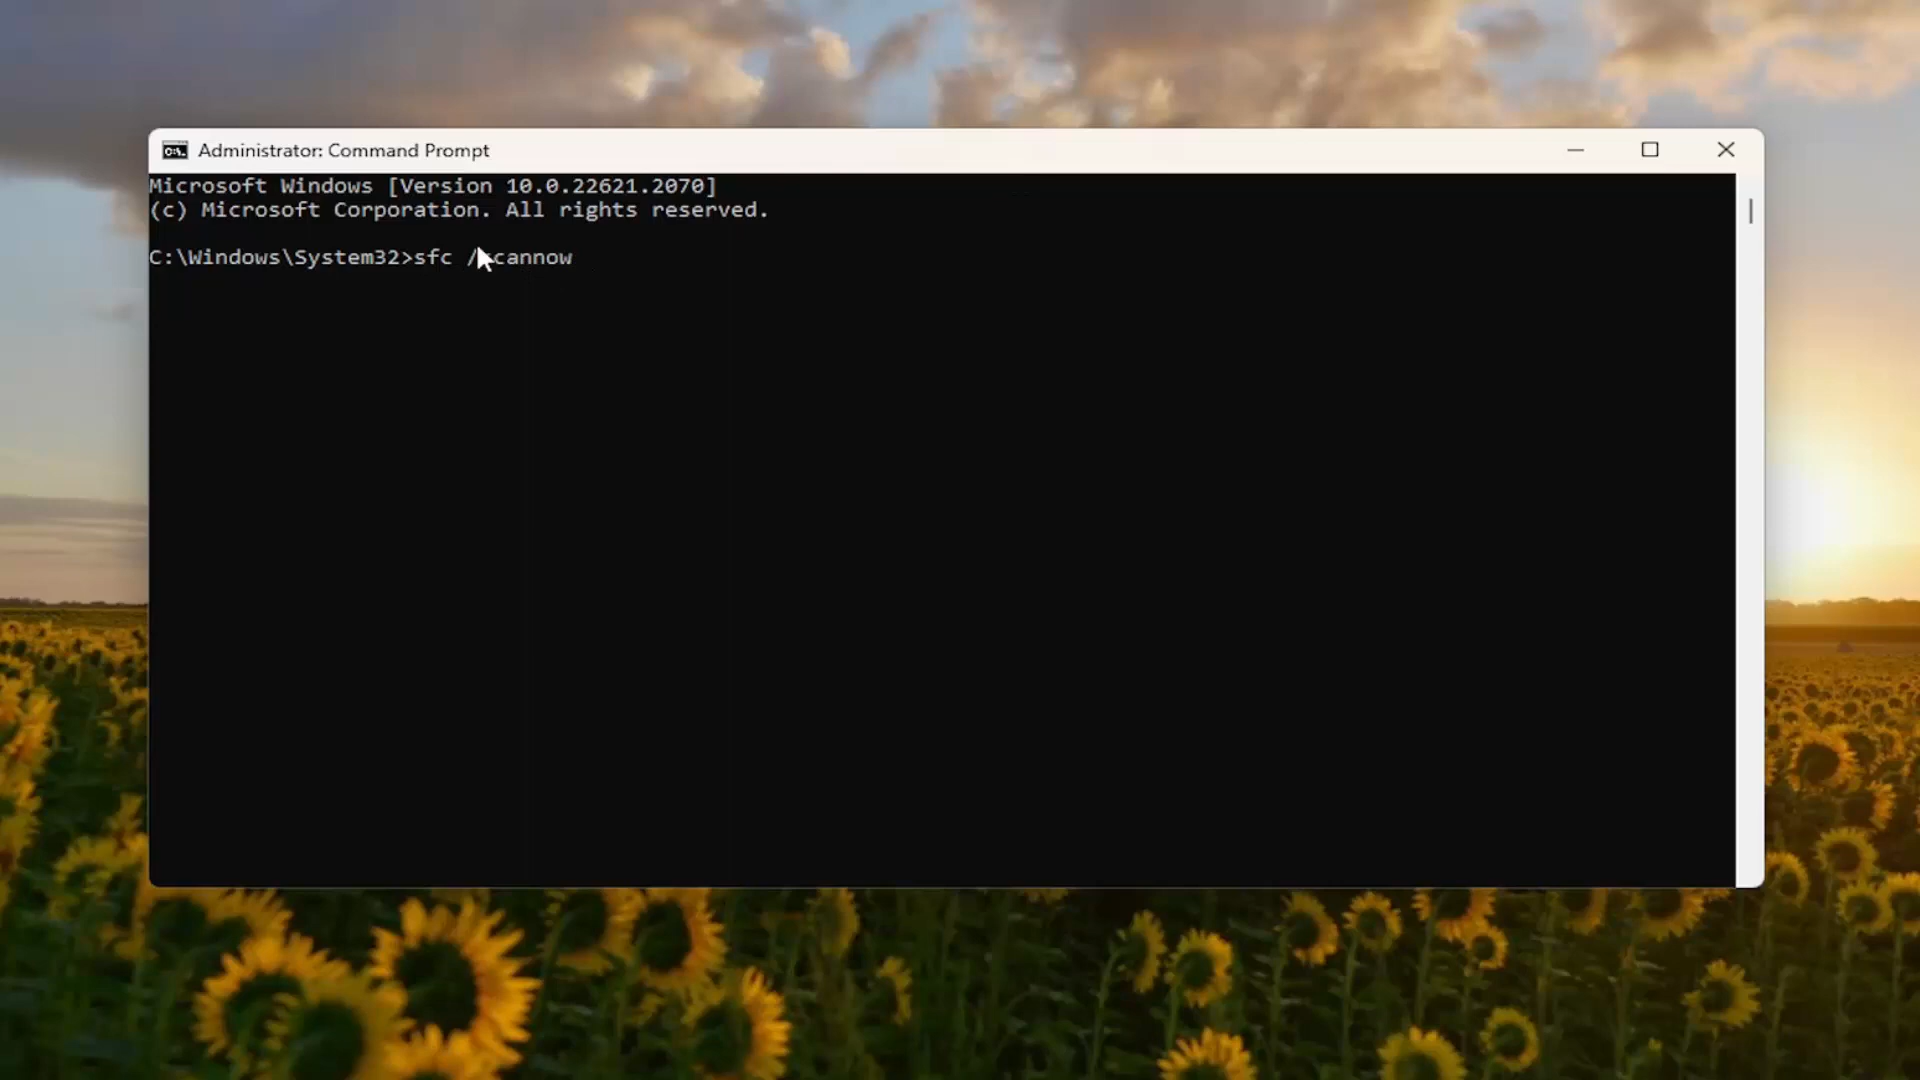 Administrator: Command Prompt
Microsoft Windows [Version 10.0.22621.2070]
(c) Microsoft Corporation. All rights reserved.
C:\Windows\System32>sfc /scannow